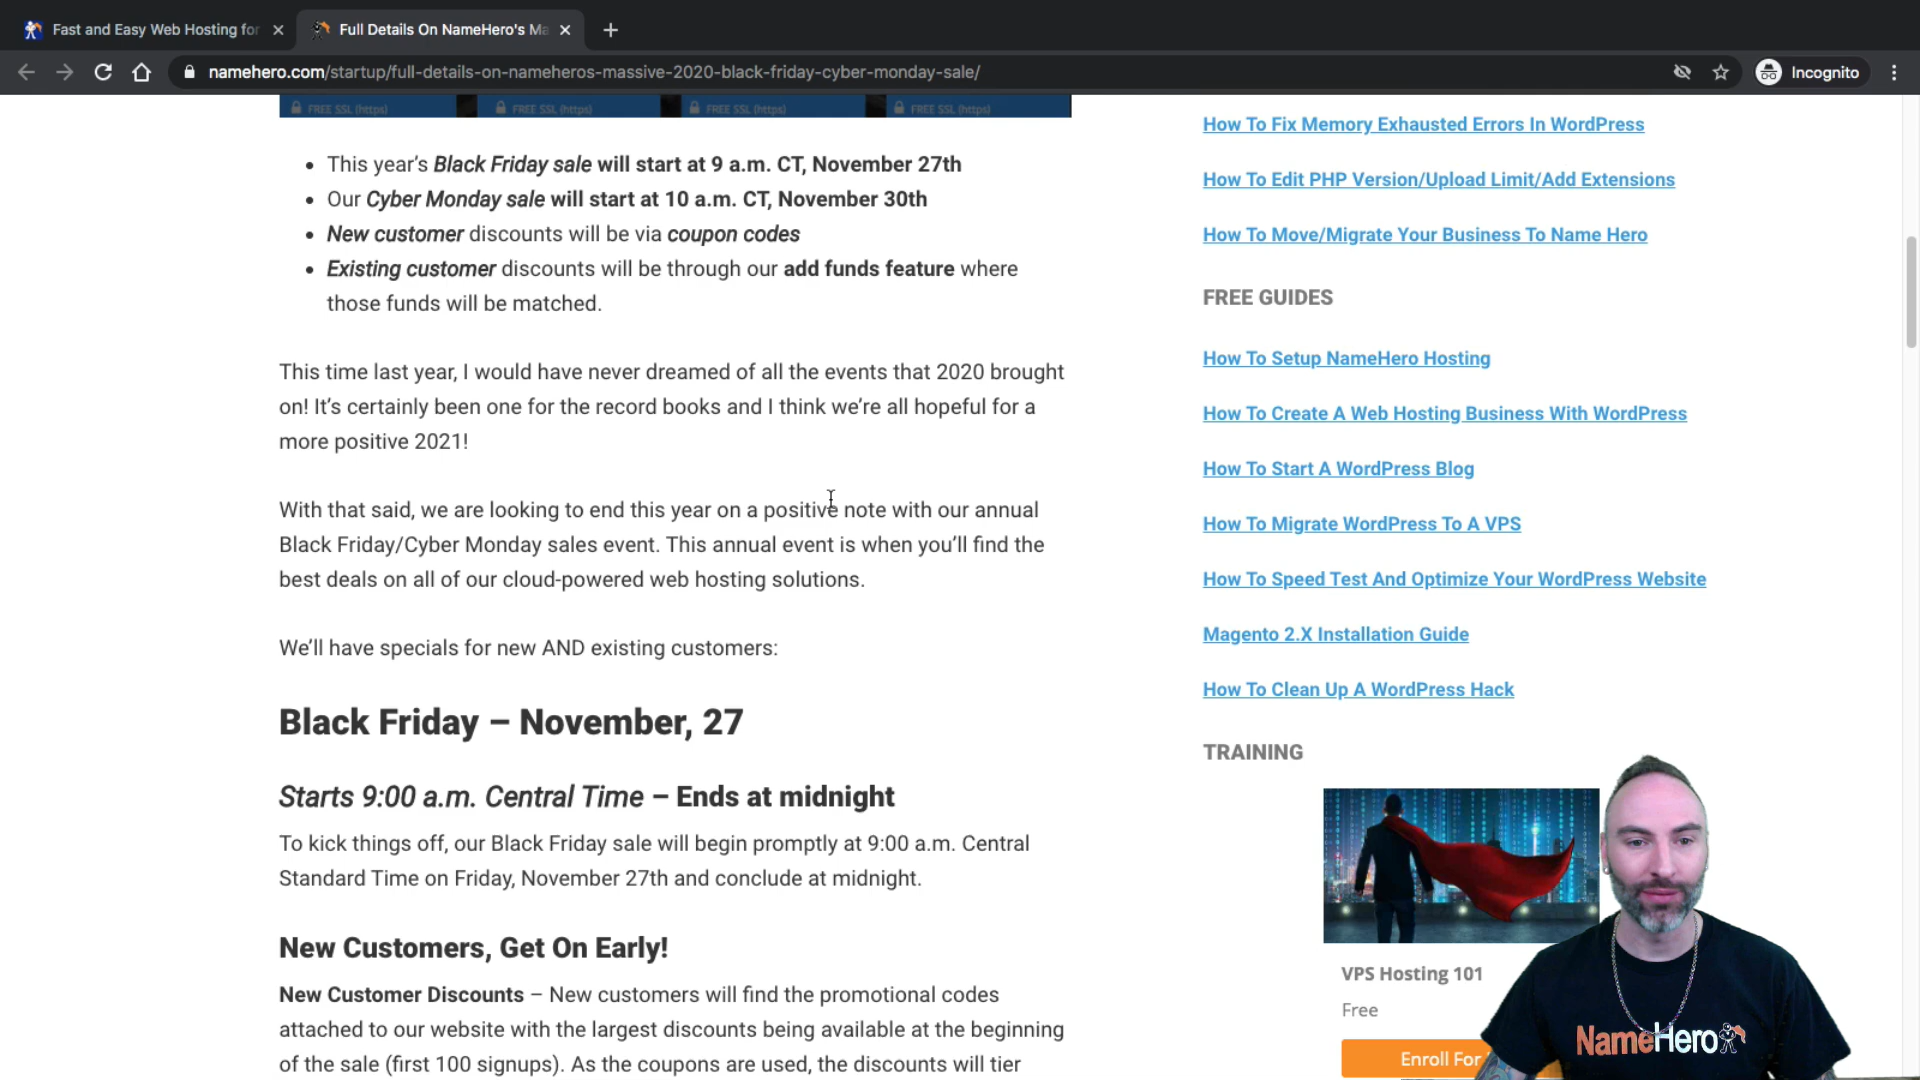 Fast and Easy Web Hosting for
Full Details On NameHero's Ma
namehero.com/startup/full-details-on-nameheros-massive-2020-black-friday-cyber-monday-sale/
Incognito
FREE SSL (https)
FREE SSL (https)
FREE SSL (https)
FREE SSL (https)
• This year’s Black Friday sale will start at 9 a.m. CT, November 27th
• Our Cyber Monday sale will start at 10 a.m. CT, November 30th
• New customer discounts will be via coupon codes
• Existing customer discounts will be through our add funds feature where
those funds will be matched.
This time last year, I would have never dreamed of all the events that 2020 brought
on! It’s certainly been one for the record books and I think we’re all hopeful for a
more positive 2021!
With that said, we are looking to end this year on a positive note with our annual
Black Friday/Cyber Monday sales event. This annual event is when you’ll find the
best deals on all of our cloud-powered web hosting solutions.
We’ll have specials for new AND existing customers:
Black Friday – November, 27
Starts 9:00 a.m. Central Time – Ends at midnight
To kick things off, our Black Friday sale will begin promptly at 9:00 a.m. Central
Standard Time on Friday, November 27th and conclude at midnight.
New Customers, Get On Early!
New Customer Discounts – New customers will find the promotional codes
attached to our website with the largest discounts being available at the beginning
of the sale (first 100 signups). As the coupons are used, the discounts will tier
How To Fix Memory Exhausted Errors In WordPress
How To Edit PHP Version/Upload Limit/Add Extensions
How To Move/Migrate Your Business To Name Hero
FREE GUIDES
How To Setup NameHero Hosting
How To Create A Web Hosting Business With WordPress
How To Start A WordPress Blog
How To Migrate WordPress To A VPS
How To Speed Test And Optimize Your WordPress Website
Magento 2.X Installation Guide
How To Clean Up A WordPress Hack
TRAINING
VPS Hosting 101
Free
Enroll For
NameHero